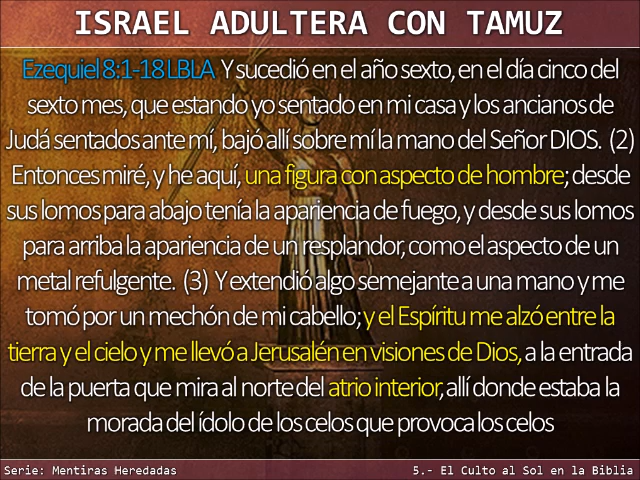 ISRAEL ADULTERA CON TAMUZ
Ezequiel 8:1-18 LBLA Y sucedió en el año sexto, en el día cinco del
sexto mes, que estando yo sentado en mi casa y los ancianos de
Judá sentados ante mí, bajó allí sobre mí la mano del Señor DIOS. (2)
Entonces miré, y he aquí, una figura con aspecto de hombre; desde
sus lomos para abajo tenía la apariencia de fuego, y desde sus lomos
para arriba la apariencia de un resplandor, como el aspecto de un
metal refulgente. (3) Y extendió algo semejante a una mano y me
tomó por un mechón de mi cabello; y el Espíritu me alzó entre la
tierra y el cielo y me llevó a Jerusalén en visiones de Dios, a la entrada
de la puerta que mira al norte del atrio interior, allí donde estaba la
morada del ídolo de los celos que provoca los celos
Serie: Mentiras Heredadas
5.- El Culto al Sol en la Biblia